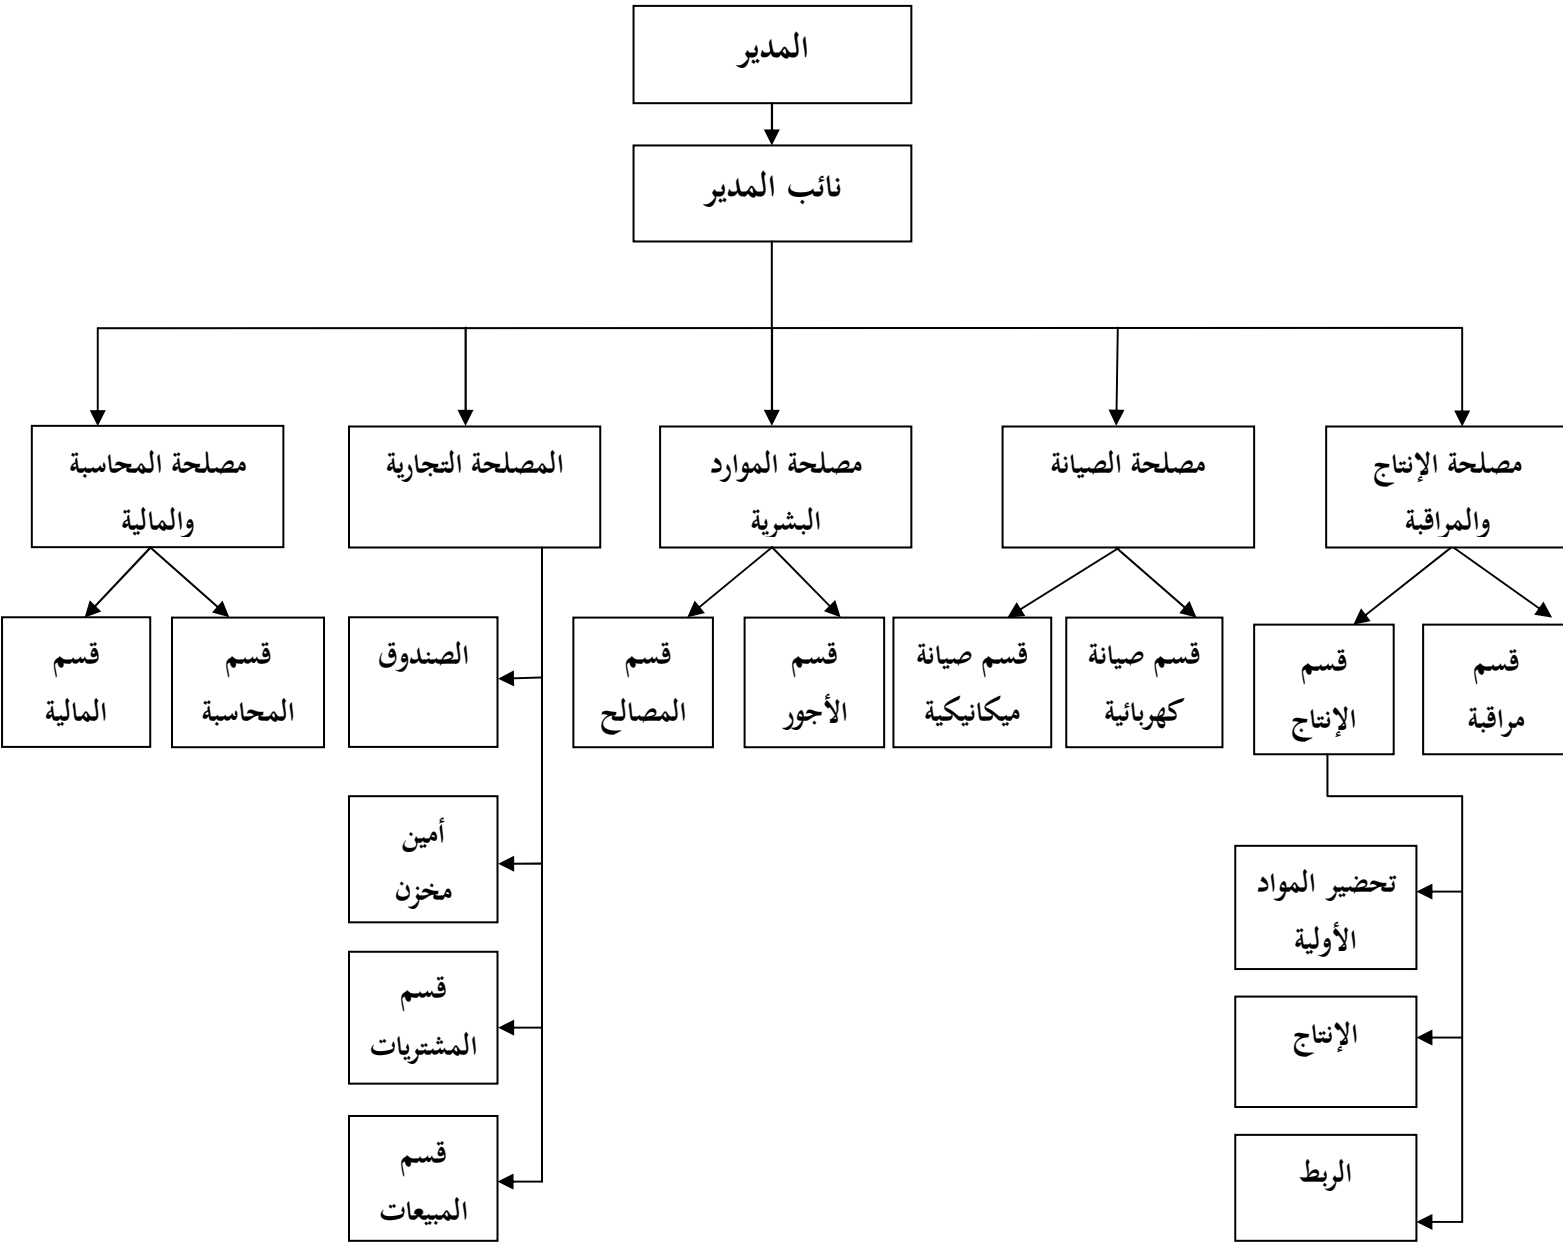 المدير
نائب المدير
مصلحة الإنتاج
والمراقبة
مصلحة الصيانة
مصلحة الموارد
البشرية
المصلحة التجارية
مصلحة المحاسبة
والمالية
قسم
مراقبة
قسم
الإنتاج
قسم صيانة
كهربائية
قسم صيانة
ميكانيكية
قسم
الأجور
قسم
المصالح
الصندوق
قسم
المحاسبة
قسم
المالية
تحضير المواد
الأولية
الإنتاج
الربط
أمين
مخزن
قسم
المشتريات
قسم
المبيعات